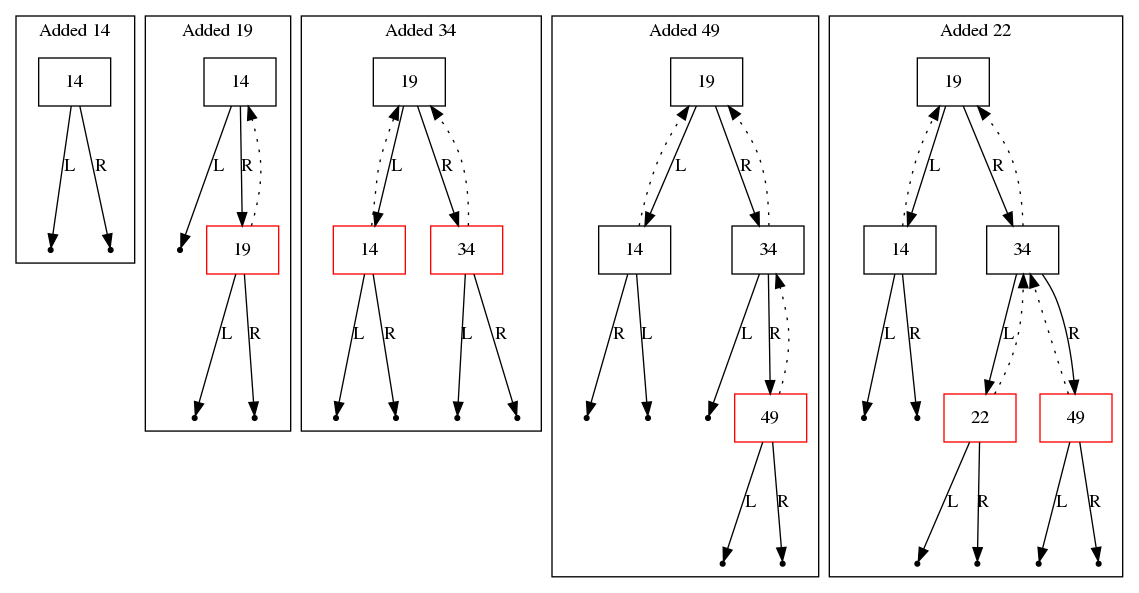 Added 14
14
L R
Added 19
14
L R
19
L R
Added 34
19
L R
14 34
L R L R
Added 49
19
L R
14 34
R L L R
49
L R
Added 22
19
L R
14 34
L R L R
22 49
L R L R